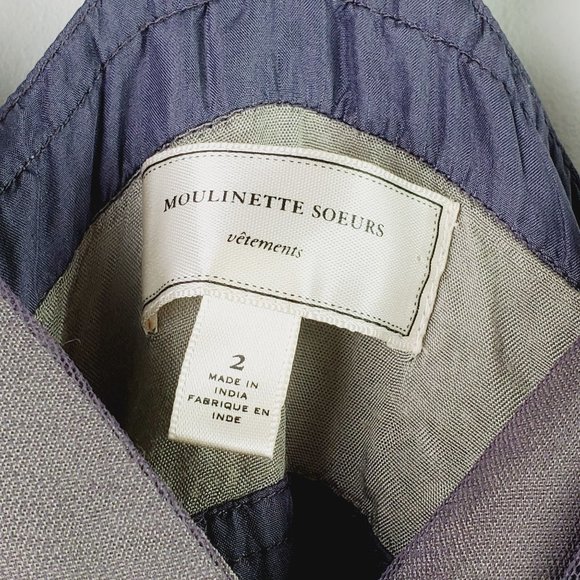 MOULINETTE SOEURS
vêtements
2
MADE IN
INDIA
FABRIQUE EN
INDE